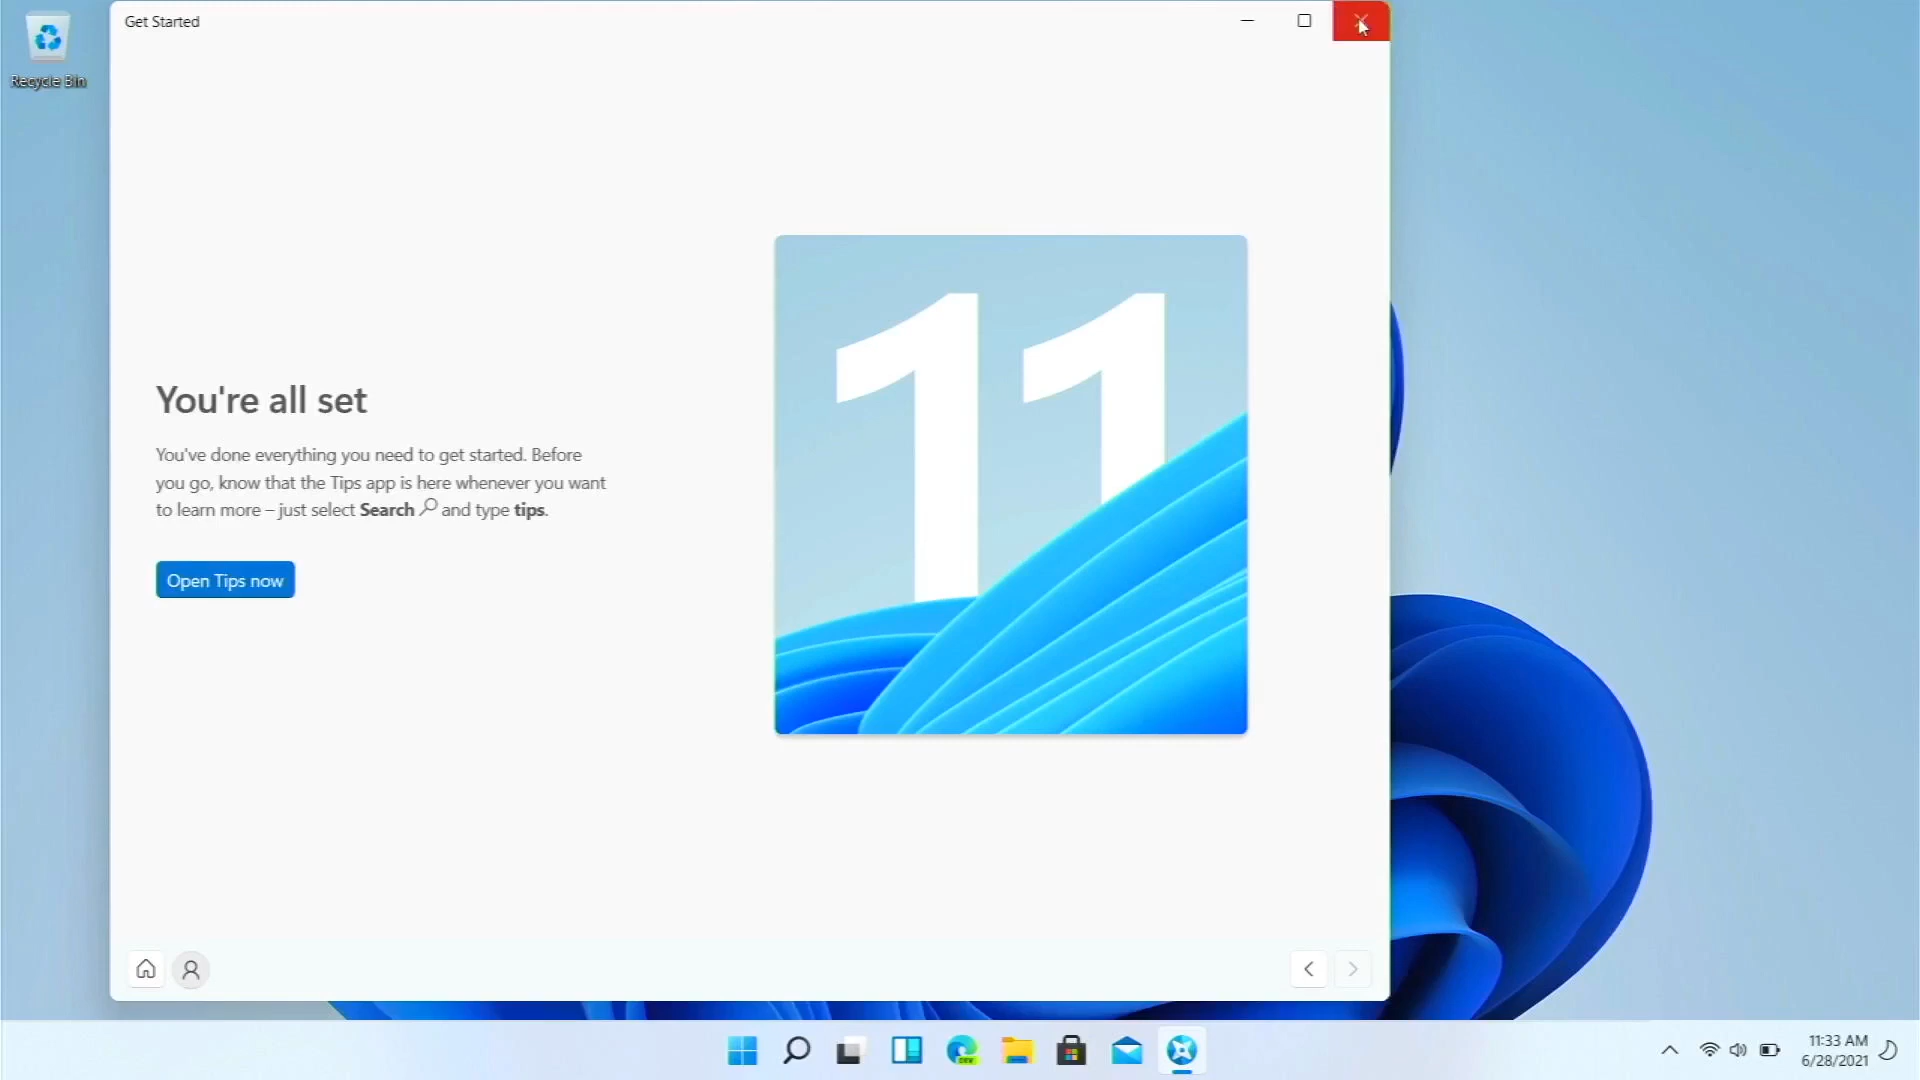 Get Started
Recycle Bin
11
You're all set
You've done everything you need to get started. Before
you go, know that the Tips app is here whenever you want
to learn more – just select Search and type tips.
Open Tips now
DEV
11:33 AM
6/28/2021